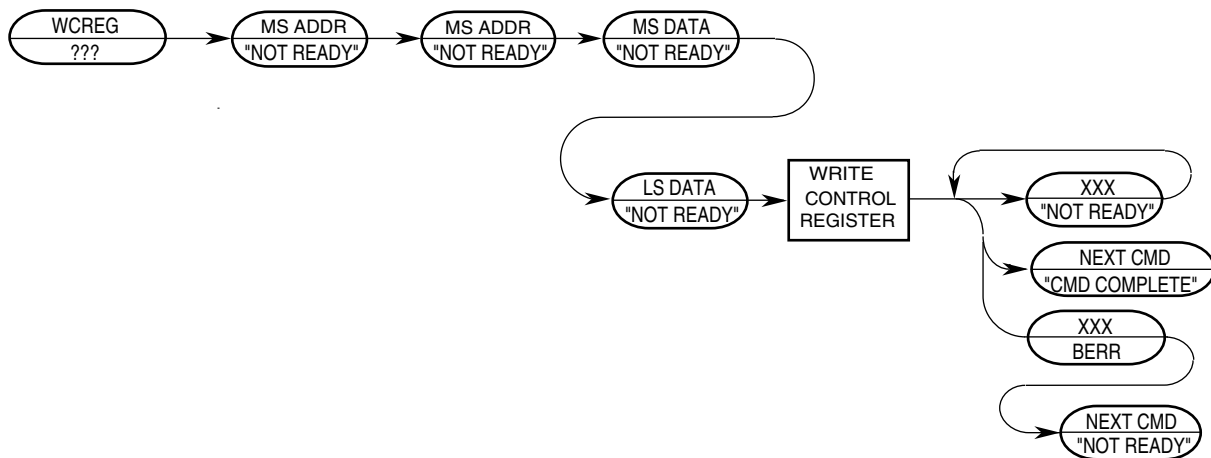 WCREG
???
MS ADDR
"NOT READY"
MS ADDR
"NOT READY"
MS DATA
"NOT READY"
LS DATA
"NOT READY"
WRITE
CONTROL
REGISTER
XXX
"NOT READY"
NEXT CMD
"CMD COMPLETE"
XXX
BERR
NEXT CMD
"NOT READY"